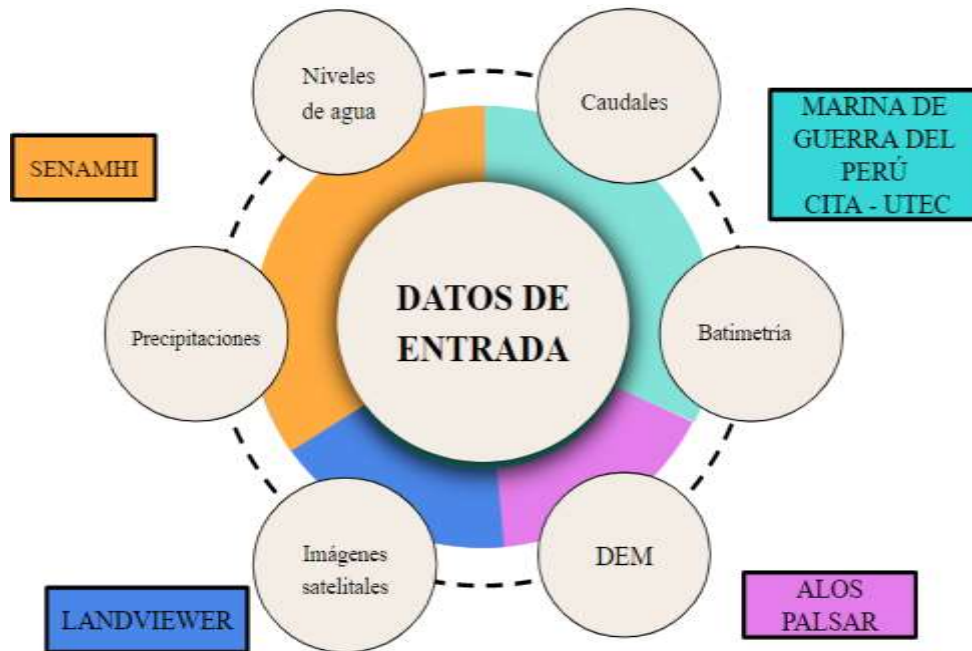 Niveles
de agua
Caudales
MARINA DE
GUERRA DEL
PERÚ
CITA - UTEC
SENAMHI
DATOS DE
ENTRADA
Precipitaciones
Batimetría
Imágenes
satelitales
DEM
LANDVIEWER
ALOS
PALSAR